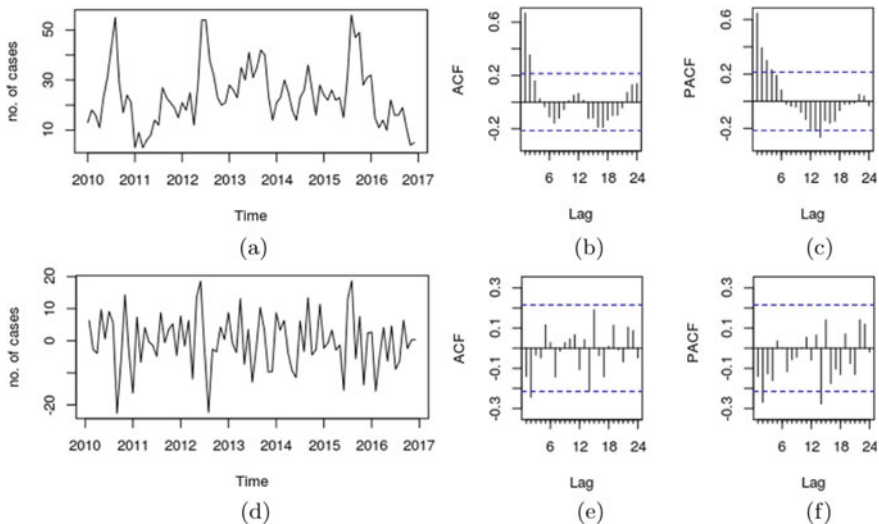 no. of cases
50
30
10
2010 2011 2012 2013 2014 2015 2016 2017
Time
(a)
ACF
0.6
0.2
-0.2
6 12 18 24
Lag
(b)
PACF
0.6
0.2
-0.2
6 12 18 24
Lag
(c)
no. of cases
20
10
0
-20
2010 2011 2012 2013 2014 2015 2016 2017
Time
(d)
ACF
0.3
0.1
-0.1
-0.3
6 12 18 24
Lag
(e)
PACF
0.3
0.1
-0.1
-0.3
6 12 18 24
Lag
(f)